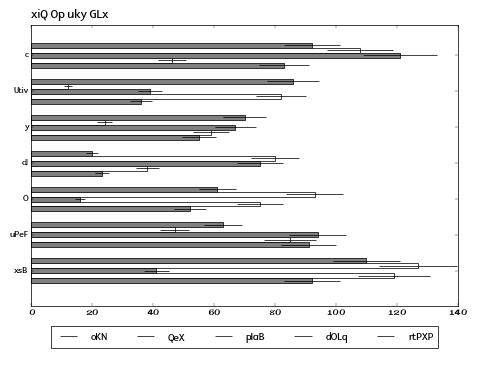 xiQ Op uky GLx
c
Utiv
y
dJ
O
uPeF
xsB
0 20 40 60 80 100 120 140
oKN QeX plaB dOLq rtPXP